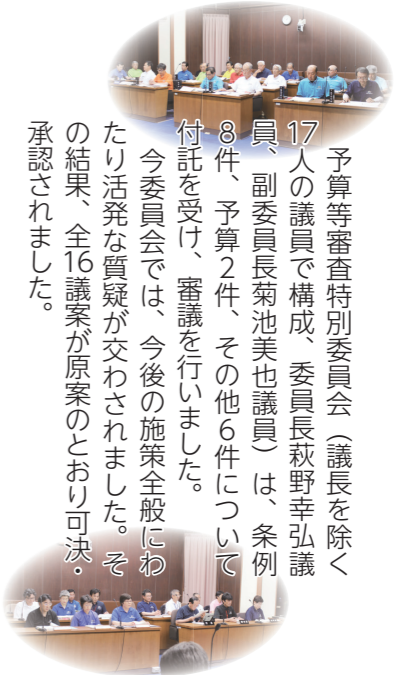 予算等審査特別委員会（議長を除く
17人の議員で構成、委員長萩野幸弘議
員、副委員長菊池美也議員）は、条例
8件、予算2件、その他6件について
付託を受け、審議を行いました。
今委員会では、今後の施策全般にわ
たり活発な質疑が交わされました。そ
の結果、全16議案が原案のとおり可決・
承認されました。